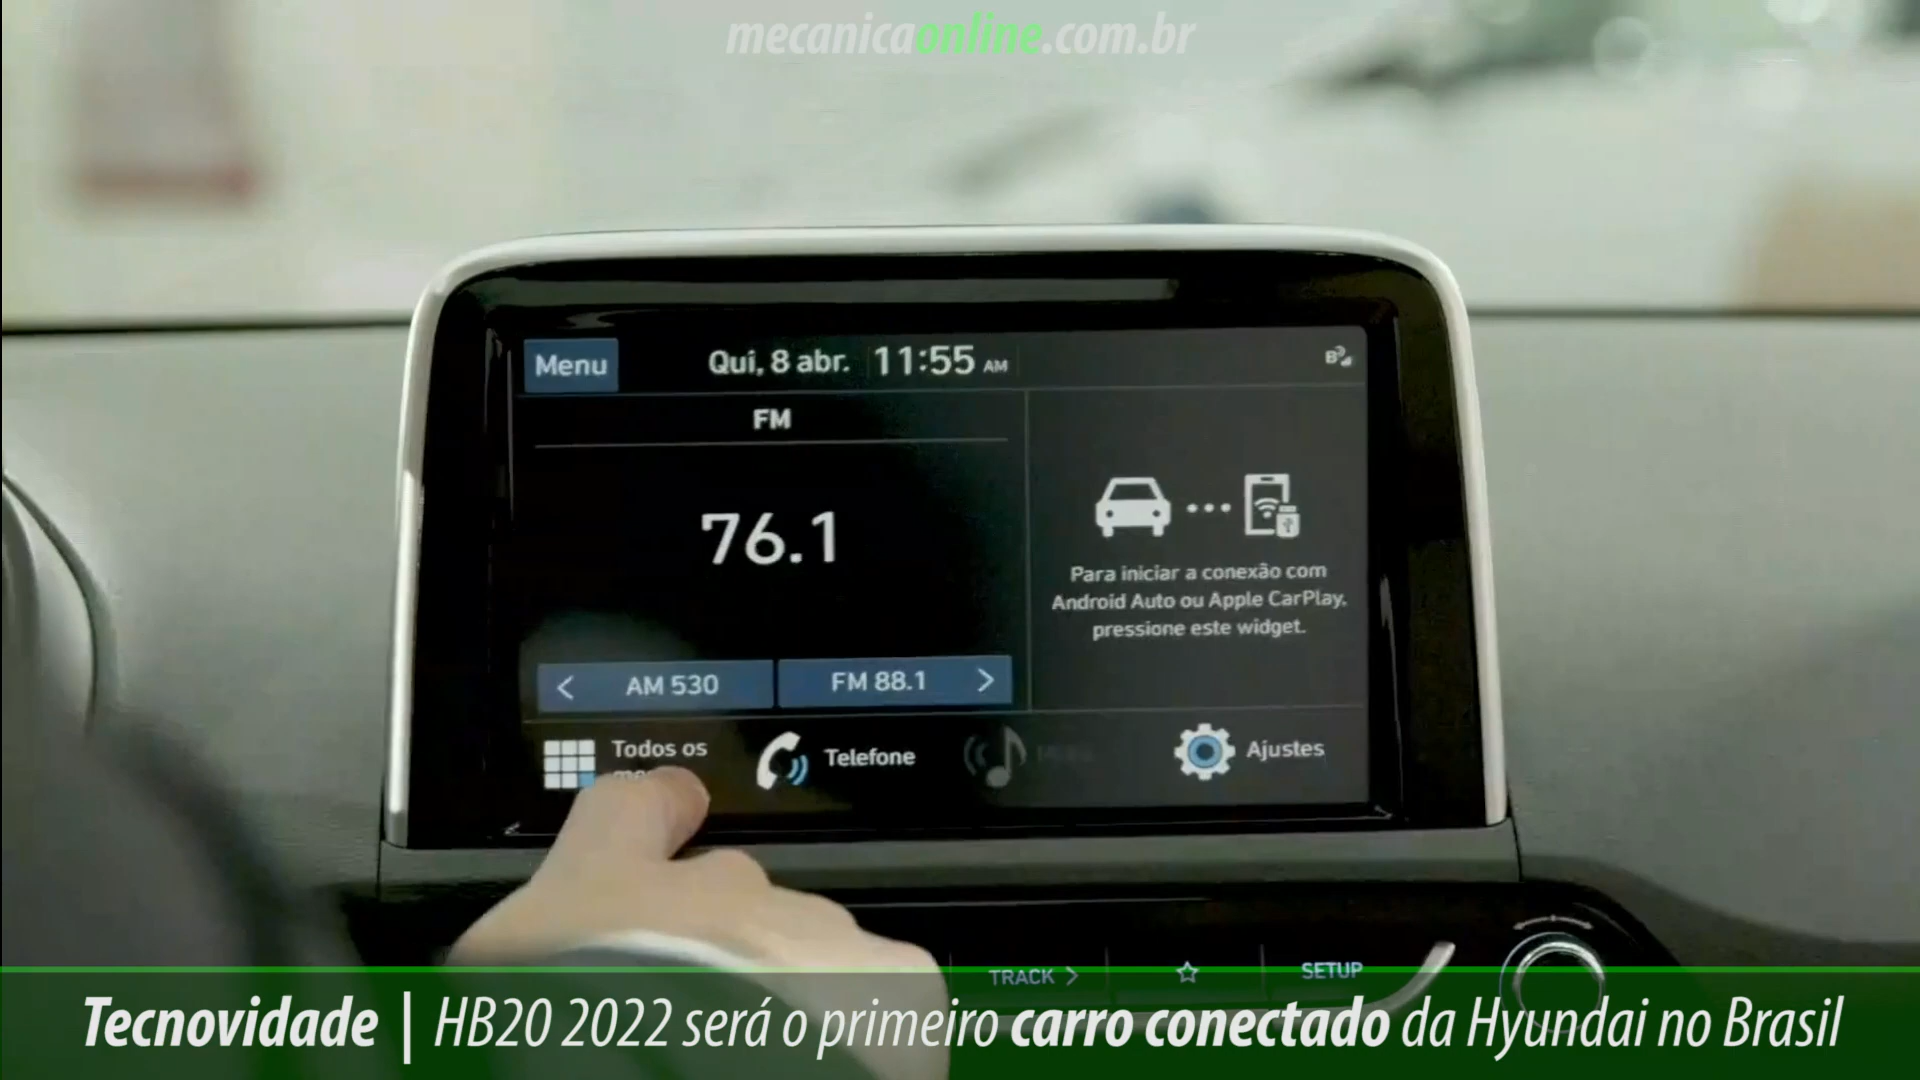 mecanicaonline.com.br
Menu
Qui, 8 abr. 11:55 AM
B
FM
76.1
Para iniciar a conexão com
Android Auto ou Apple CarPlay,
pressione este widget.
< AM 530
FM 88.1 >
Todos os
Telefone
Ajustes
TRACK >
SETUP
Tecnovidade | HB20 2022 será o primeiro carro conectado da Hyundai no Brasil